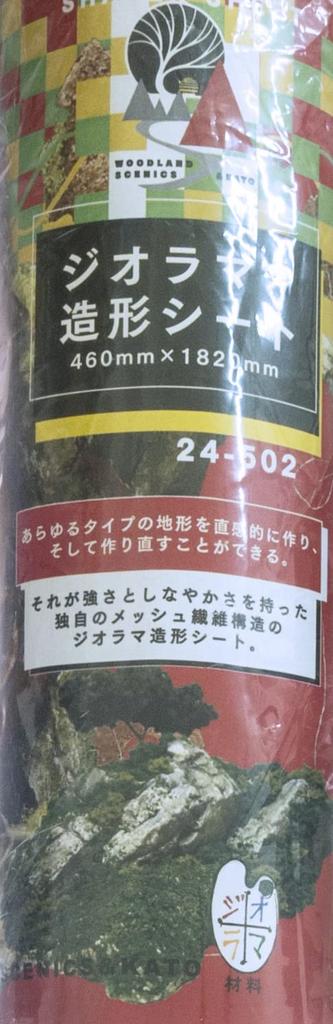 WOODLAND
SCENICS & KATO
ジオラマ
造形シート
460mm×1820mm
24-502
あらゆるタイプの地形を直感的に作り、
そして作り直すことができる。
それが強さとしなやかさを持った
独自のメッシュ繊維構造の
ジオラマ造形シート。
ジオラマ
材料
ENICS & KATO